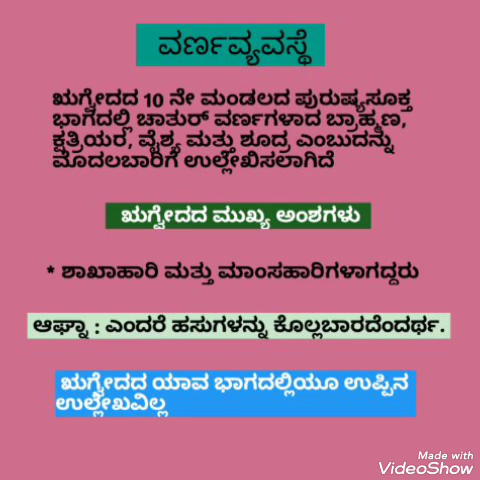 ವರ್ಣವ್ಯವಸ್ಥೆ
ಋಗ್ವೇದದ 10 ನೇ ಮಂಡಲದ ಪುರುಷ್ಯಸೂಕ್ತ
ಭಾಗದಲ್ಲಿ ಚಾತುರ್ ವರ್ಣಗಳಾದ ಬ್ರಾಹ್ಮಣ,
ಕ್ಷತ್ರಿಯರ, ವೈಶ್ಯ ಮತ್ತು ಶೂದ್ರ ಎಂಬುದನ್ನು
ಮೊದಲಬಾರಿಗೆ ಉಲ್ಲೇಖಿಸಲಾಗಿದೆ
ಋಗ್ವೇದದ ಮುಖ್ಯ ಅಂಶಗಳು
* ಶಾಖಾಹಾರಿ ಮತ್ತು ಮಾಂಸಹಾರಿಗಳಾಗದ್ದರು
ಆಘ್ನಾ : ಎಂದರೆ ಹಸುಗಳನ್ನು ಕೊಲ್ಲಬಾರದೆಂದರ್ಥ.
ಋಗ್ವೇದದ ಯಾವ ಭಾಗದಲ್ಲಿಯೂ ಉಪ್ಪಿನ
ಉಲ್ಲೇಖವಿಲ್ಲ
Made with
VideoShow